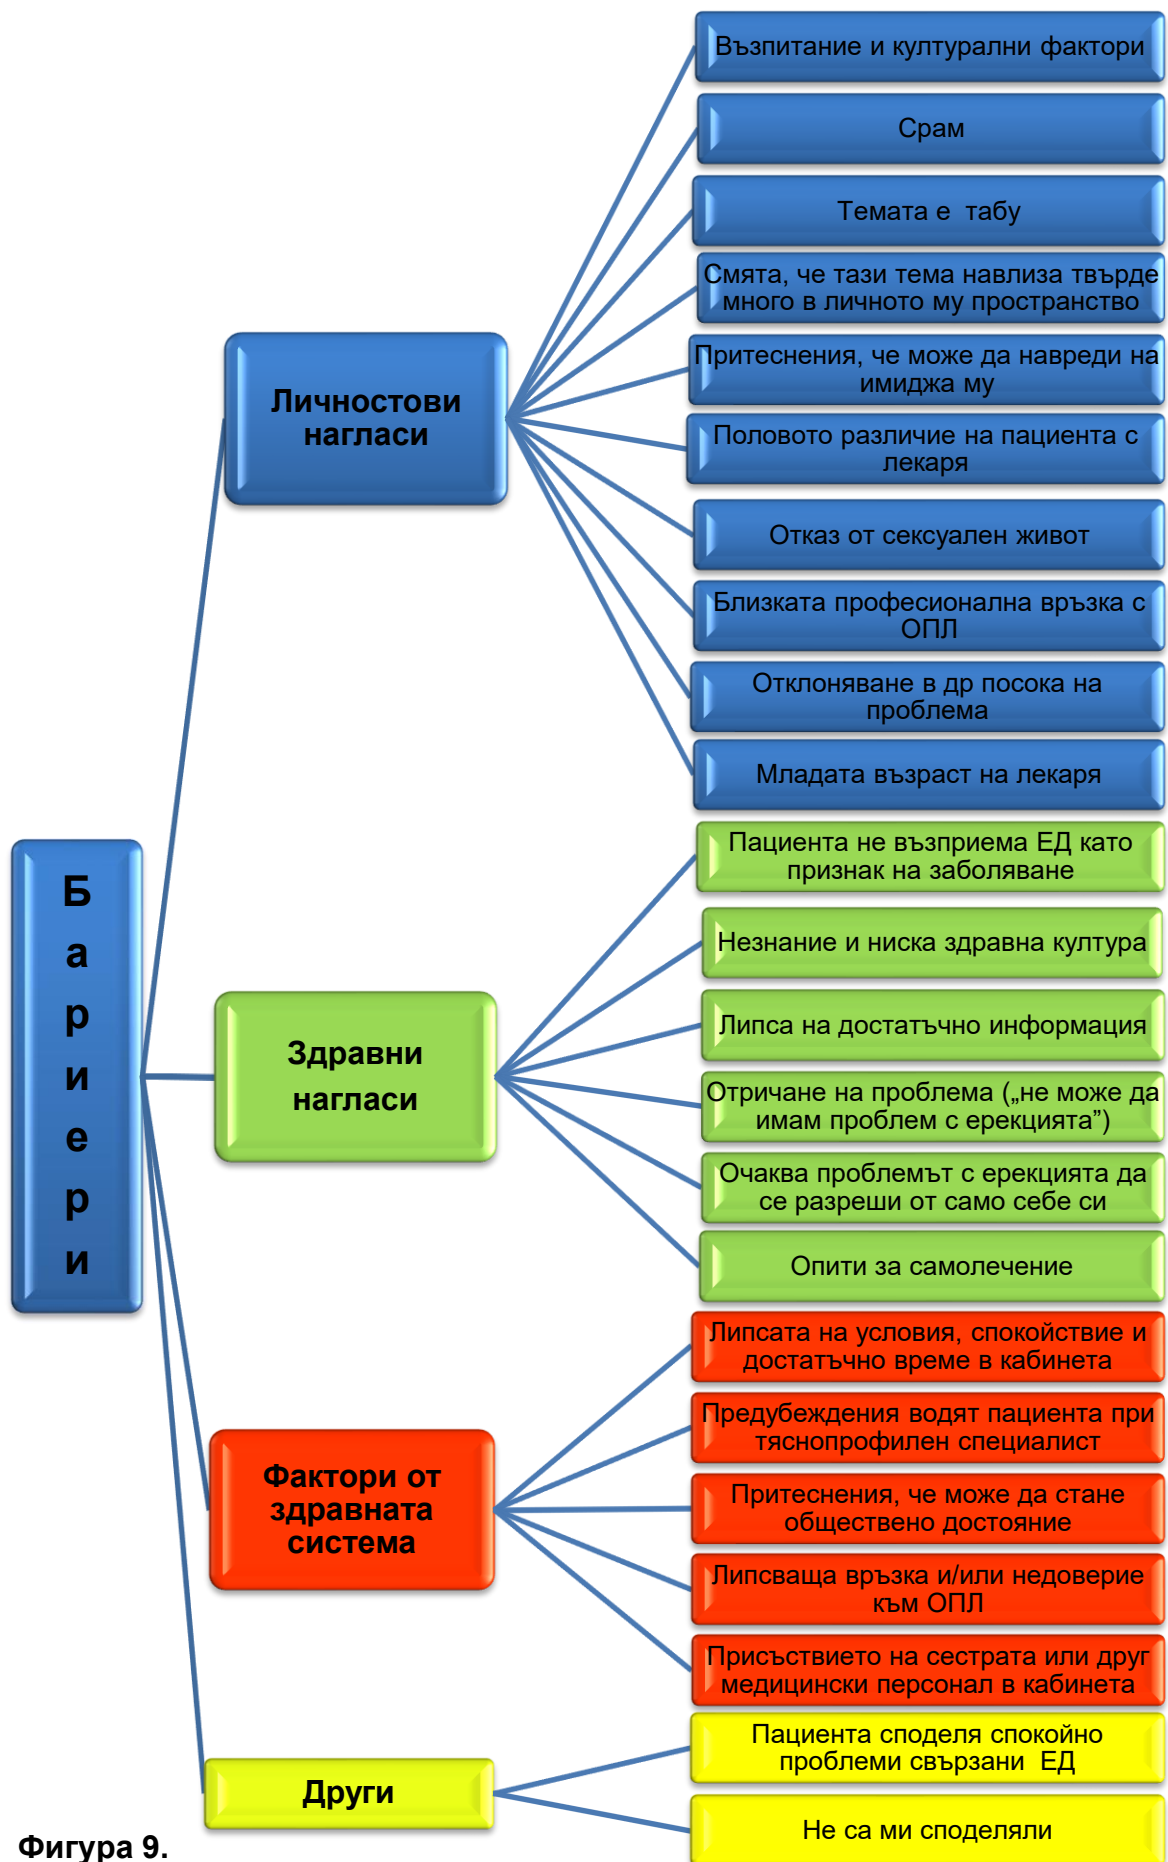 Бариери
Личностови
нагласи
Възпитание и културални фактори
Срам
Темата е табу
Смята, че тази тема навлиза твърде
много в личното му пространство
Притеснения, че може да навреди на
имиджа му
Половото различие на пациента с
лекаря
Отказ от сексуален живот
Близката професионална връзка с
ОПЛ
Отклоняване в др посока на
проблема
Младата възраст на лекаря
Здравни
нагласи
Пациента не възприема ЕД като
признак на заболяване
Незнание и ниска здравна култура
Липса на достатъчно информация
Отричане на проблема („не може да
имам проблем с ерекцията”)
Очаква проблемът с ерекцията да
се разреши от само себе си
Опити за самолечение
Фактори от
здравната
система
Липсата на условия, спокойствие и
достатъчно време в кабинета
Предубеждения водят пациента при
тяснопрофилен специалист
Притеснения, че може да стане
обществено достояние
Липсваща връзка и/или недоверие
към ОПЛ
Присъствието на сестрата или друг
медицински персонал в кабинета
Други
Пациента споделя спокойно
проблеми свързани ЕД
Не са ми споделяли
Фигура 9.